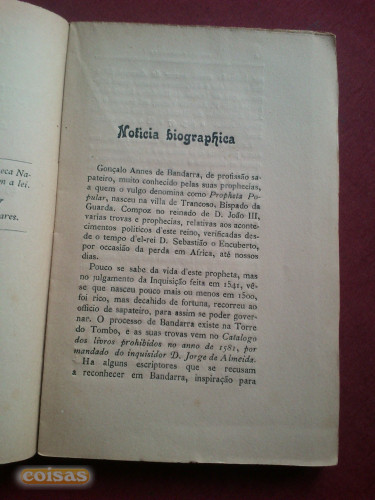 eca Na-
m a lei.
ares.
Noticia biographica
Gonçalo Annes de Bandarra, de profissão sa-
pateiro, muito conhecido pelas suas prophecias,
a quem o vulgo denomina como Propheta Po-
pular, nasceu na villa de Trancoso, Bispado da
Guarda. Compoz no reinado de D. João III,
varias trovas e prophecias, relativas aos aconte-
cimentos politicos d'este reino, verificadas des-
de o tempo d'el-rei D. Sebastião o Encuberto,
por occasião da perda em Africa, até nossos
dias.
Pouco se sabe da vida d'este propheta, mas
no julgamento da Inquisição feita em 1541, vê-
se que nasceu pouco mais ou menos em 1500,
foi rico, mas decahido de fortuna, recorreu ao
officio de sapateiro, para assim se poder gover-
nar. O processo de Bandarra existe na Torre
do Tombo, e as suas trovas vem no Catalogo
dos livros prohibidos no anno de 1581, por
mandado do inquisidor D. Jorge de Almeida.
Ha alguns escriptores que se recusam
a reconhecer em Bandarra, inspiração para
coisas